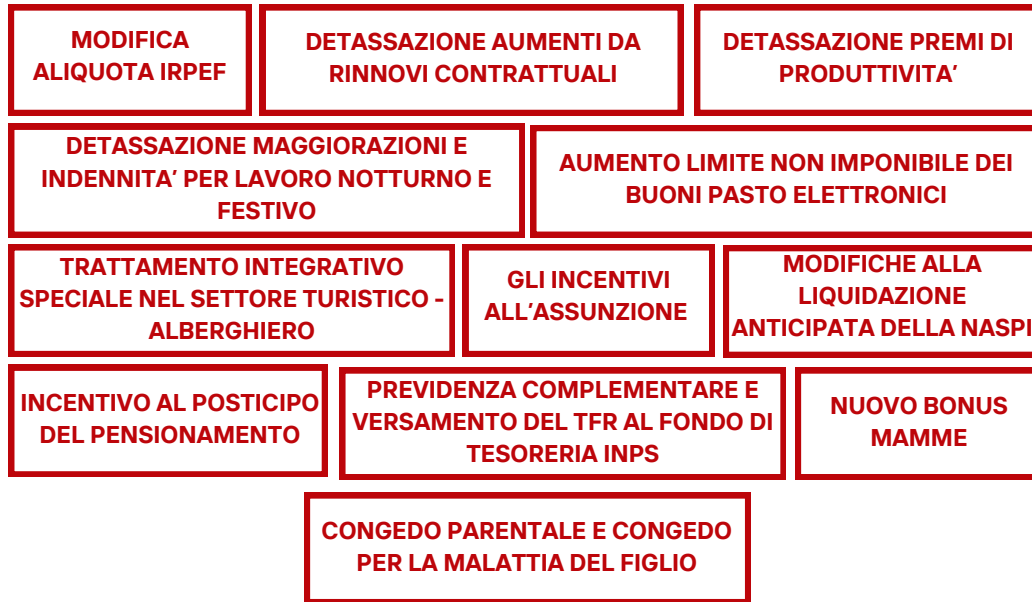 MODIFICA
ALIQUOTA IRPEF
DETASSAZIONE AUMENTI DA
RINNOVI CONTRATTUALI
DETASSAZIONE PREMI DI
PRODUTTIVITA’
DETASSAZIONE MAGGIORAZIONI E
INDENNITA’ PER LAVORO NOTTURNO E
FESTIVO
AUMENTO LIMITE NON IMPONIBILE DEI
BUONI PASTO ELETTRONICI
TRATTAMENTO INTEGRATIVO
SPECIALE NEL SETTORE TURISTICO -
ALBERGHIERO
GLI INCENTIVI
ALL’ASSUNZIONE
MODIFICHE ALLA
LIQUIDAZIONE
ANTICIPATA DELLA NASPI
INCENTIVO AL POSTICIPO
DEL PENSIONAMENTO
PREVIDENZA COMPLEMENTARE E
VERSAMENTO DEL TFR AL FONDO DI
TESORERIA INPS
NUOVO BONUS
MAMME
CONGEDO PARENTALE E CONGEDO
PER LA MALATTIA DEL FIGLIO